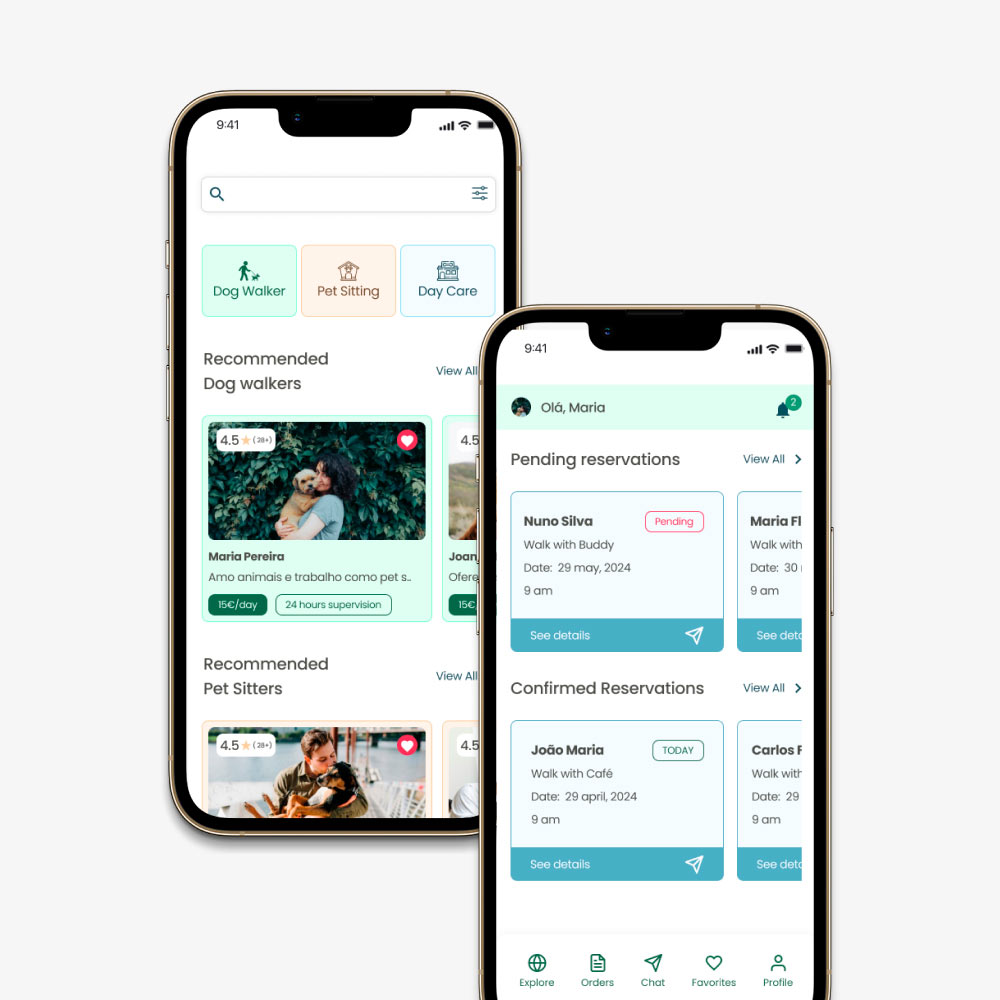 9:41
Dog Walker
Pet Sitting
Day Care
Recommended
Dog walkers
View All
4.5 (28+)
4.5
Maria Pereira
Amo animais e trabalho como pet s..
15€/day
24 hours supervision
Joan
Ofere
15€
Recommended
Pet Sitters
View All
4.5 (28+)
4.5
9:41
Olá, Maria
2
Pending reservations
View All
Nuno Silva
Pending
Walk with Buddy
Date: 29 may, 2024
9 am
See details
Maria Fl
Walk with
Date: 30
9 am
See deta
Confirmed Reservations
View All
João Maria
TODAY
Walk with Café
Date: 29 april, 2024
9 am
See details
Carlos F
Walk with
Date: 29
9 am
See deta
Explore
Orders
Chat
Favorites
Profile